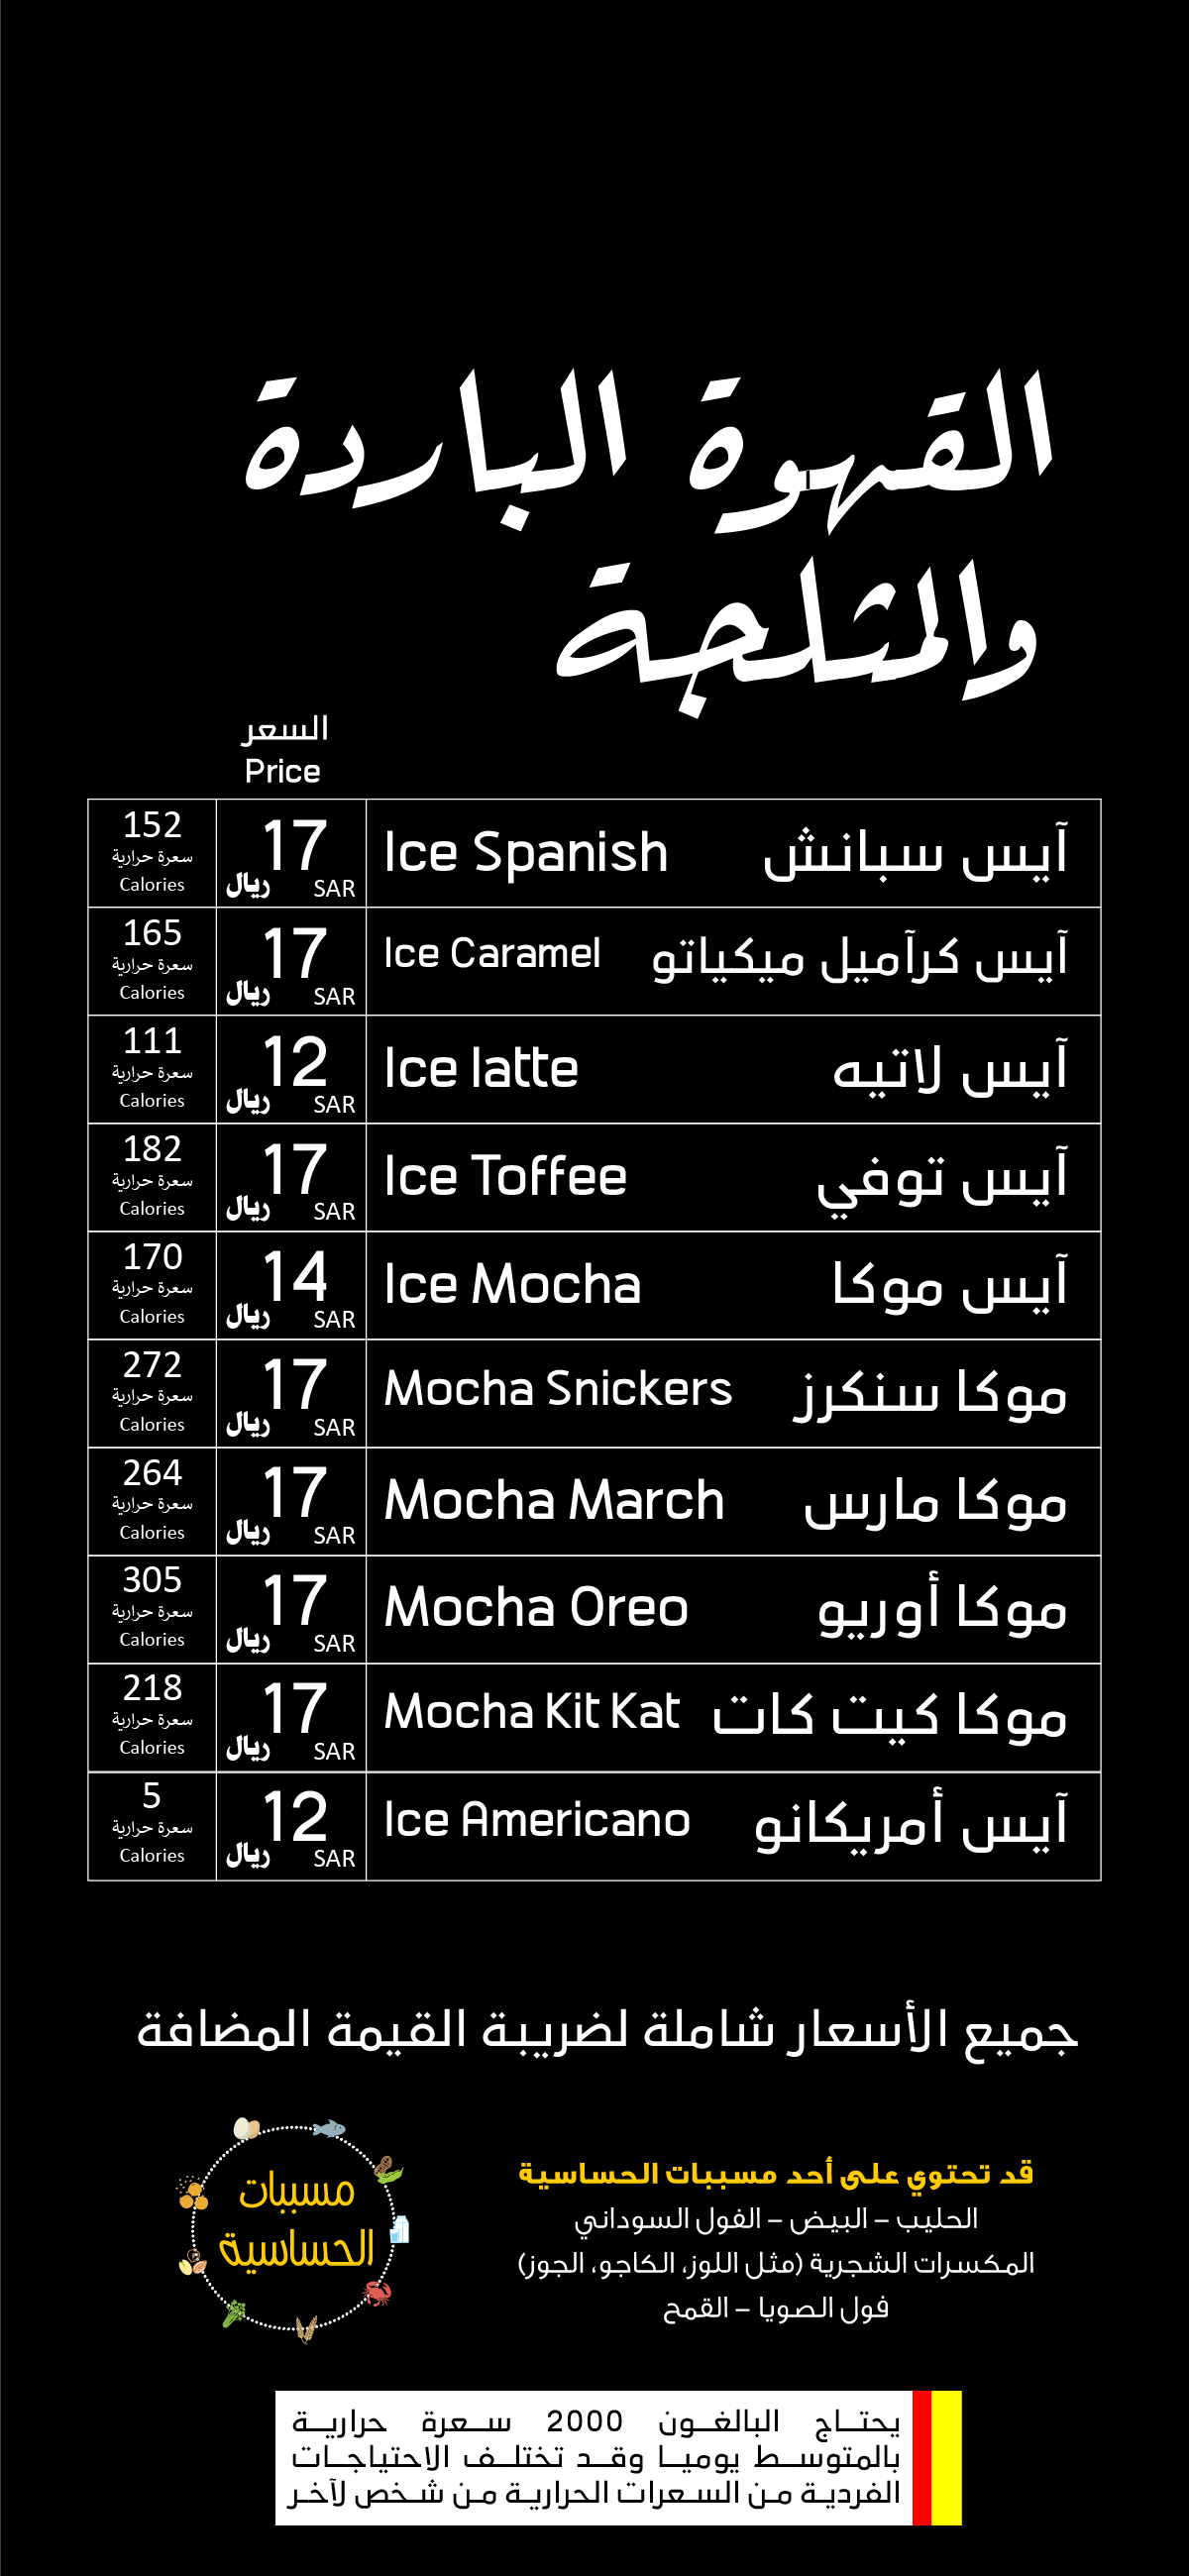 القهوة الباردة
والمثلجة
السعر
Price
آيس سبانش Ice Spanish 17 ريال SAR 152 سعرة حرارية Calories
آيس كرآميل ميكياتو Ice Caramel 17 ريال SAR 165 سعرة حرارية Calories
آيس لاتيه Ice latte 12 ريال SAR 111 سعرة حرارية Calories
آيس توفي Ice Toffee 17 ريال SAR 182 سعرة حرارية Calories
آيس موكا Ice Mocha 14 ريال SAR 170 سعرة حرارية Calories
موكا سنكرز Mocha Snickers 17 ريال SAR 272 سعرة حرارية Calories
موكا مارس Mocha March 17 ريال SAR 264 سعرة حرارية Calories
موكا أوريو Mocha Oreo 17 ريال SAR 305 سعرة حرارية Calories
موكا كيت كات Mocha Kit Kat 17 ريال SAR 218 سعرة حرارية Calories
آيس أمريكانو Ice Americano 12 ريال SAR 5 سعرة حرارية Calories
جميع الأسعار شاملة لضريبة القيمة المضافة
قد تحتوي على أحد مسببات الحساسية
الحليب – البيض – الفول السوداني
المكسرات الشجرية (مثل اللوز، الكاجو، الجوز)
فول الصويا – القمح
مسببات
الحساسية
يحتاج البالغون 2000 سعرة حرارية
بالمتوسط يوميا وقد تختلف الاحتياجات
الفردية من السعرات الحرارية من شخص لآخر